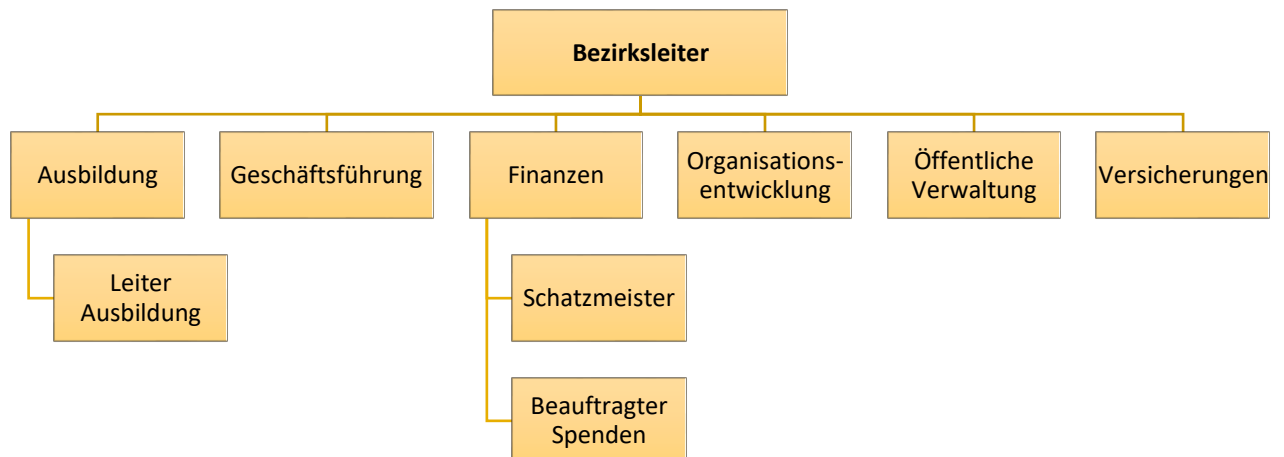 Bezirksleiter
Ausbildung
Geschäftsführung
Finanzen
Organisations-
entwicklung
Öffentliche
Verwaltung
Versicherungen
Leiter
Ausbildung
Schatzmeister
Beauftragter
Spenden